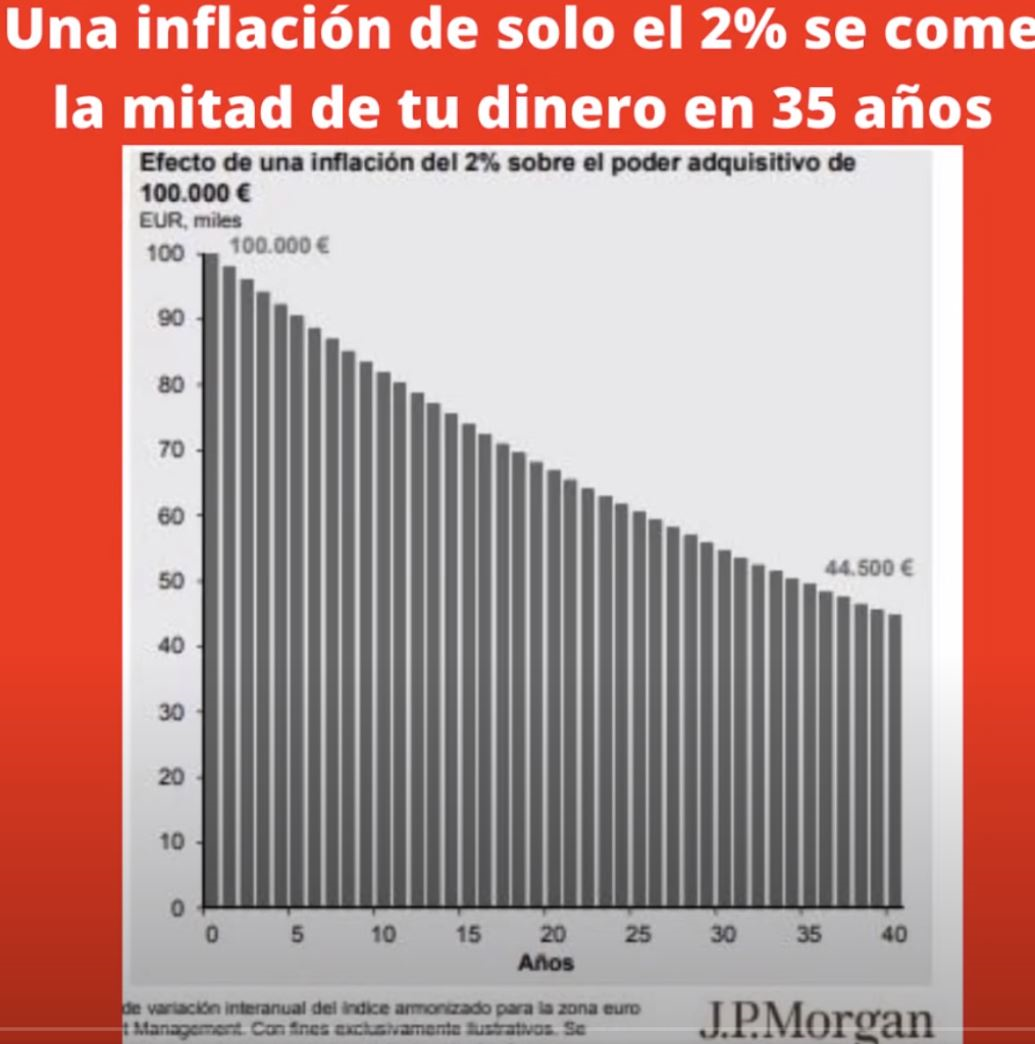 Una inflación de solo el 2% se come
la mitad de tu dinero en 35 años
Efecto de una inflación del 2% sobre el poder adquisitivo de
100.000 €
EUR, miles
100.000 €
100
90
80
70
60
50
40
30
20
10
0
44.500 €
0 5 10 15 20 25 30 35 40
Años
de variación interanual del índice armonizado para la zona euro
t Management. Con fines exclusivamente ilustrativos. Se
J.P.Morgan